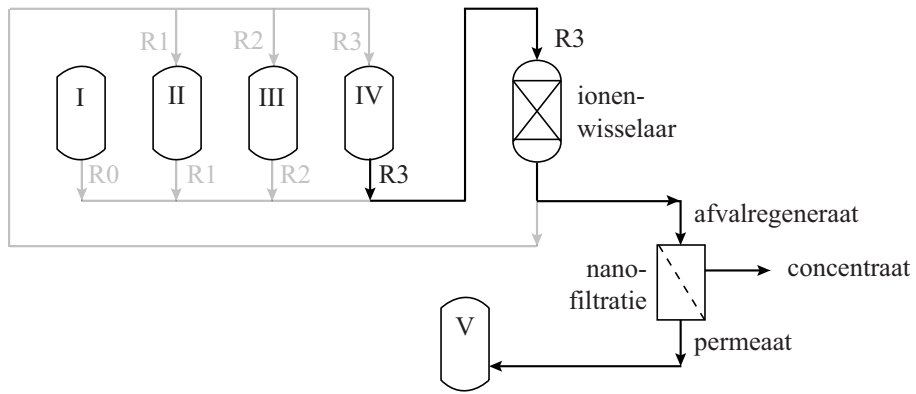 R1
R2
R3
R3
I
II
III
IV
ionen-
wisselaar
R0
R1
R2
R3
afvalregeneraat
nano-
filtratie
concentraat
V
permeaat